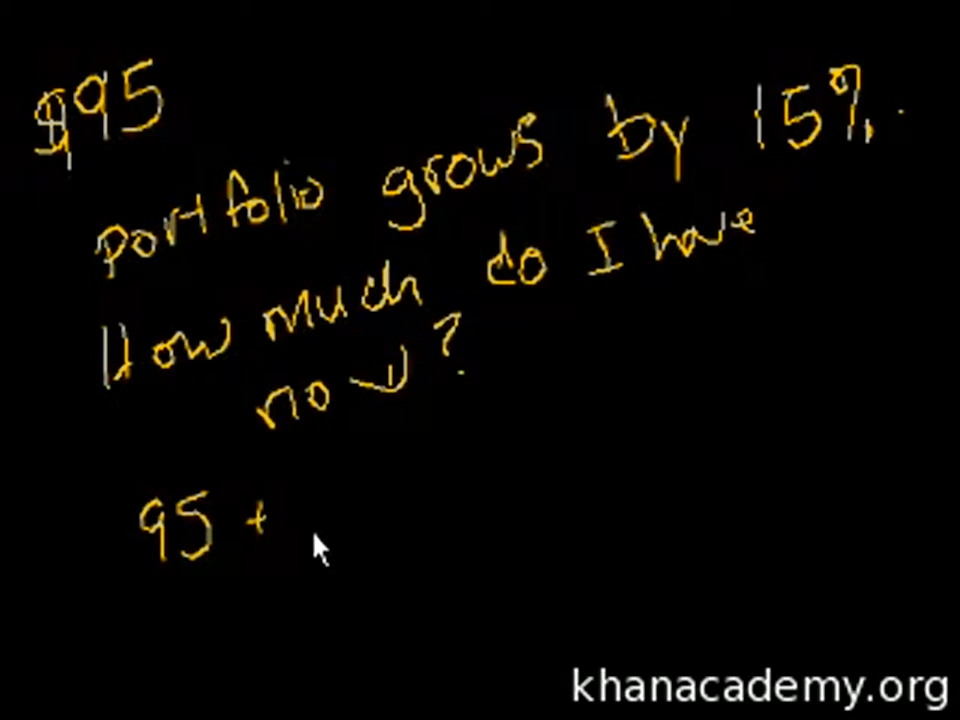 $95
portfolio grows by 15%.
How much do I have
now?
95 +
khanacademy.org